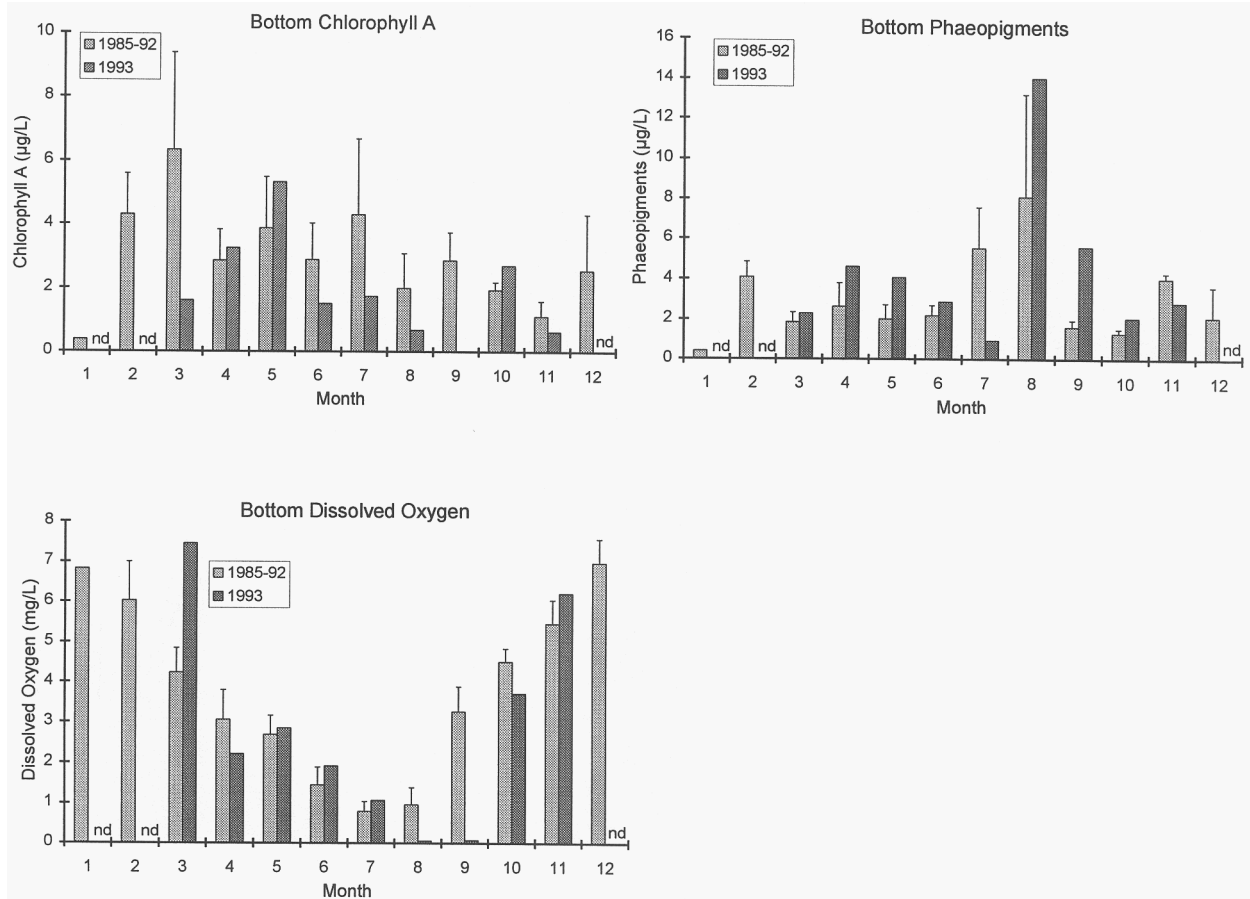 Bottom Chlorophyll A
10
8
6
4
2
0
Chlorophyll A (µg/L)
1985-92
1993
nd
nd
nd
1 2 3 4 5 6 7 8 9 10 11 12
Month
Bottom Phaeopigments
16
14
12
10
8
6
4
2
0
Phaeopigments (µg/L)
1985-92
1993
nd
nd
nd
1 2 3 4 5 6 7 8 9 10 11 12
Month
Bottom Dissolved Oxygen
8
7
6
5
4
3
2
1
0
Dissolved Oxygen (mg/L)
1985-92
1993
nd
nd
nd
1 2 3 4 5 6 7 8 9 10 11 12
Month